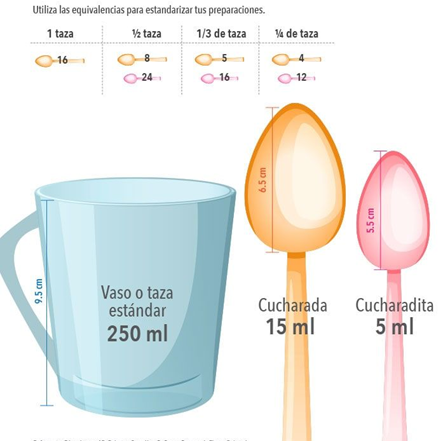 Utiliza las equivalencias para estandarizar tus preparaciones.
1 taza ½ taza 1/3 de taza ¼ de taza
16 8 5 4
24 16 12
6.5 cm
5.5 cm
9.5 cm
Vaso o taza
estándar
250 ml
Cucharada
15 ml
Cucharadita
5 ml